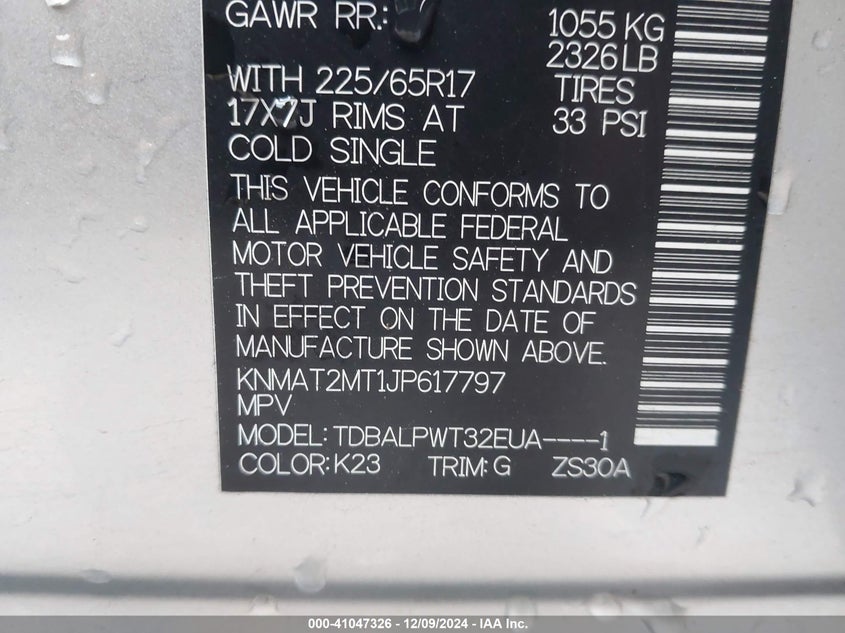 GAWR RR.: 1055 KG
2326 LB
WITH 225/65R17 TIRES
17X7J RIMS AT 33 PSI
COLD SINGLE
THIS VEHICLE CONFORMS TO
ALL APPLICABLE FEDERAL
MOTOR VEHICLE SAFETY AND
THEFT PREVENTION STANDARDS
IN EFFECT ON THE DATE OF
MANUFACTURE SHOWN ABOVE.
KNMAT2MT1JP617797
MPV
MODEL: TDBALPWT32EUA----1
COLOR: K23 TRIM: G ZS30A
000-41047326 - 12/09/2024 - IAA Inc.